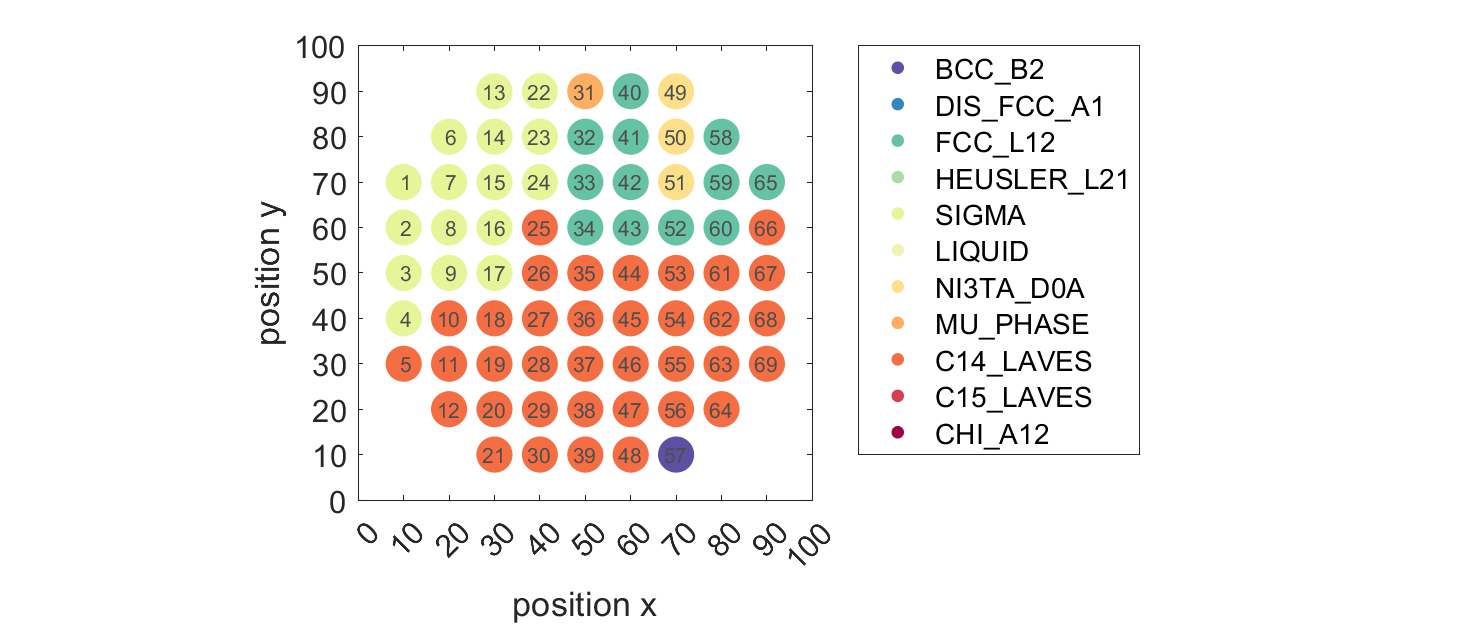 100
90 13 22 31 40 49
80 6 14 23 32 41 50 58
70 1 7 15 24 33 42 51 59 65
60 2 8 16 25 34 43 52 60 66
50 3 9 17 26 35 44 53 61 67
40 4 10 18 27 36 45 54 62 68
30 5 11 19 28 37 46 55 63 69
20 12 20 29 38 47 56 64
10 21 30 39 48 57
0
0 10 20 30 40 50 60 70 80 90 100
position x
position y
BCC_B2
DIS_FCC_A1
FCC_L12
HEUSLER_L21
SIGMA
LIQUID
NI3TA_D0A
MU_PHASE
C14_LAVES
C15_LAVES
CHI_A12